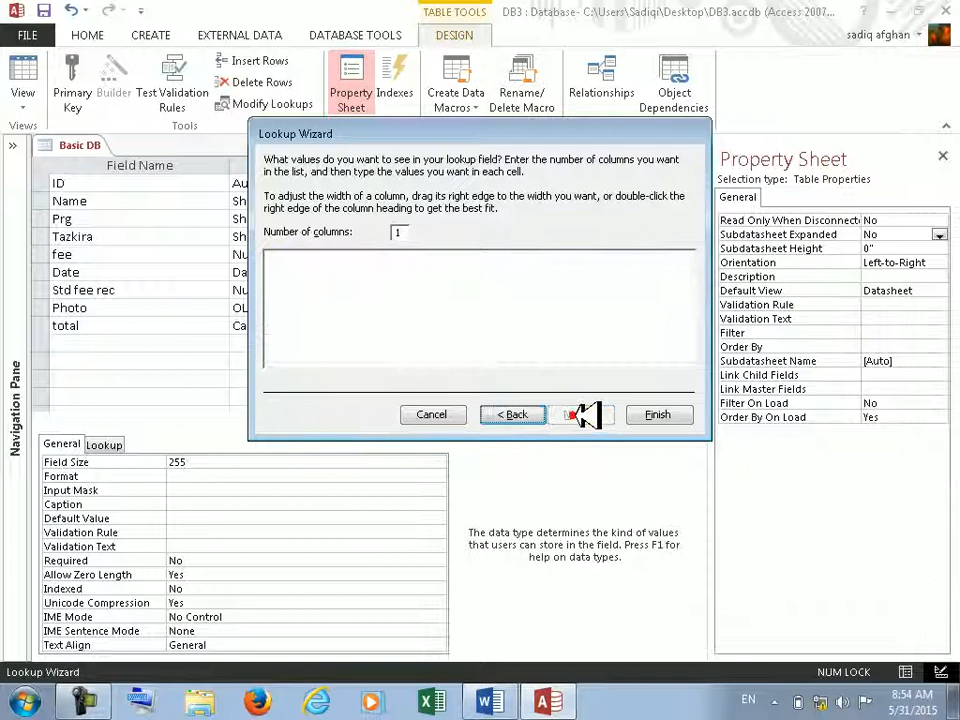 TABLE TOOLS
DB3 : Database- C:\Users\Sadiqi\Desktop\DB3.accdb (Access 2007...
FILE HOME CREATE EXTERNAL DATA DATABASE TOOLS DESIGN sadiq afghan
View
Primary Key
Builder
Test Validation Rules
Insert Rows
Delete Rows
Modify Lookups
Property Sheet
Indexes
Create Data Macros
Rename/ Delete Macro
Relationships
Object Dependencies
Views
Tools
Basic DB
Field Name
ID Au
Name Sh
Prg Sh
Tazkira Sh
fee Nu
Date Da
Std fee rec Nu
Photo OL
total Ca
Navigation Pane
Lookup Wizard
What values do you want to see in your lookup field? Enter the number of columns you want
in the list, and then type the values you want in each cell.
To adjust the width of a column, drag its right edge to the width you want, or double-click the
right edge of the column heading to get the best fit.
Number of columns: 1
Cancel < Back Finish
Property Sheet
Selection type: Table Properties
General
Read Only When Disconnecte No
Subdatasheet Expanded No
Subdatasheet Height 0"
Orientation Left-to-Right
Description
Default View Datasheet
Validation Rule
Validation Text
Filter
Order By
Subdatasheet Name [Auto]
Link Child Fields
Link Master Fields
Filter On Load No
Order By On Load Yes
General Lookup
Field Size 255
Format
Input Mask
Caption
Default Value
Validation Rule
Validation Text
Required No
Allow Zero Length Yes
Indexed No
Unicode Compression Yes
IME Mode No Control
IME Sentence Mode None
Text Align General
The data type determines the kind of values
that users can store in the field. Press F1 for
help on data types.
Lookup Wizard
NUM LOCK
EN
8:54 AM
5/31/2015